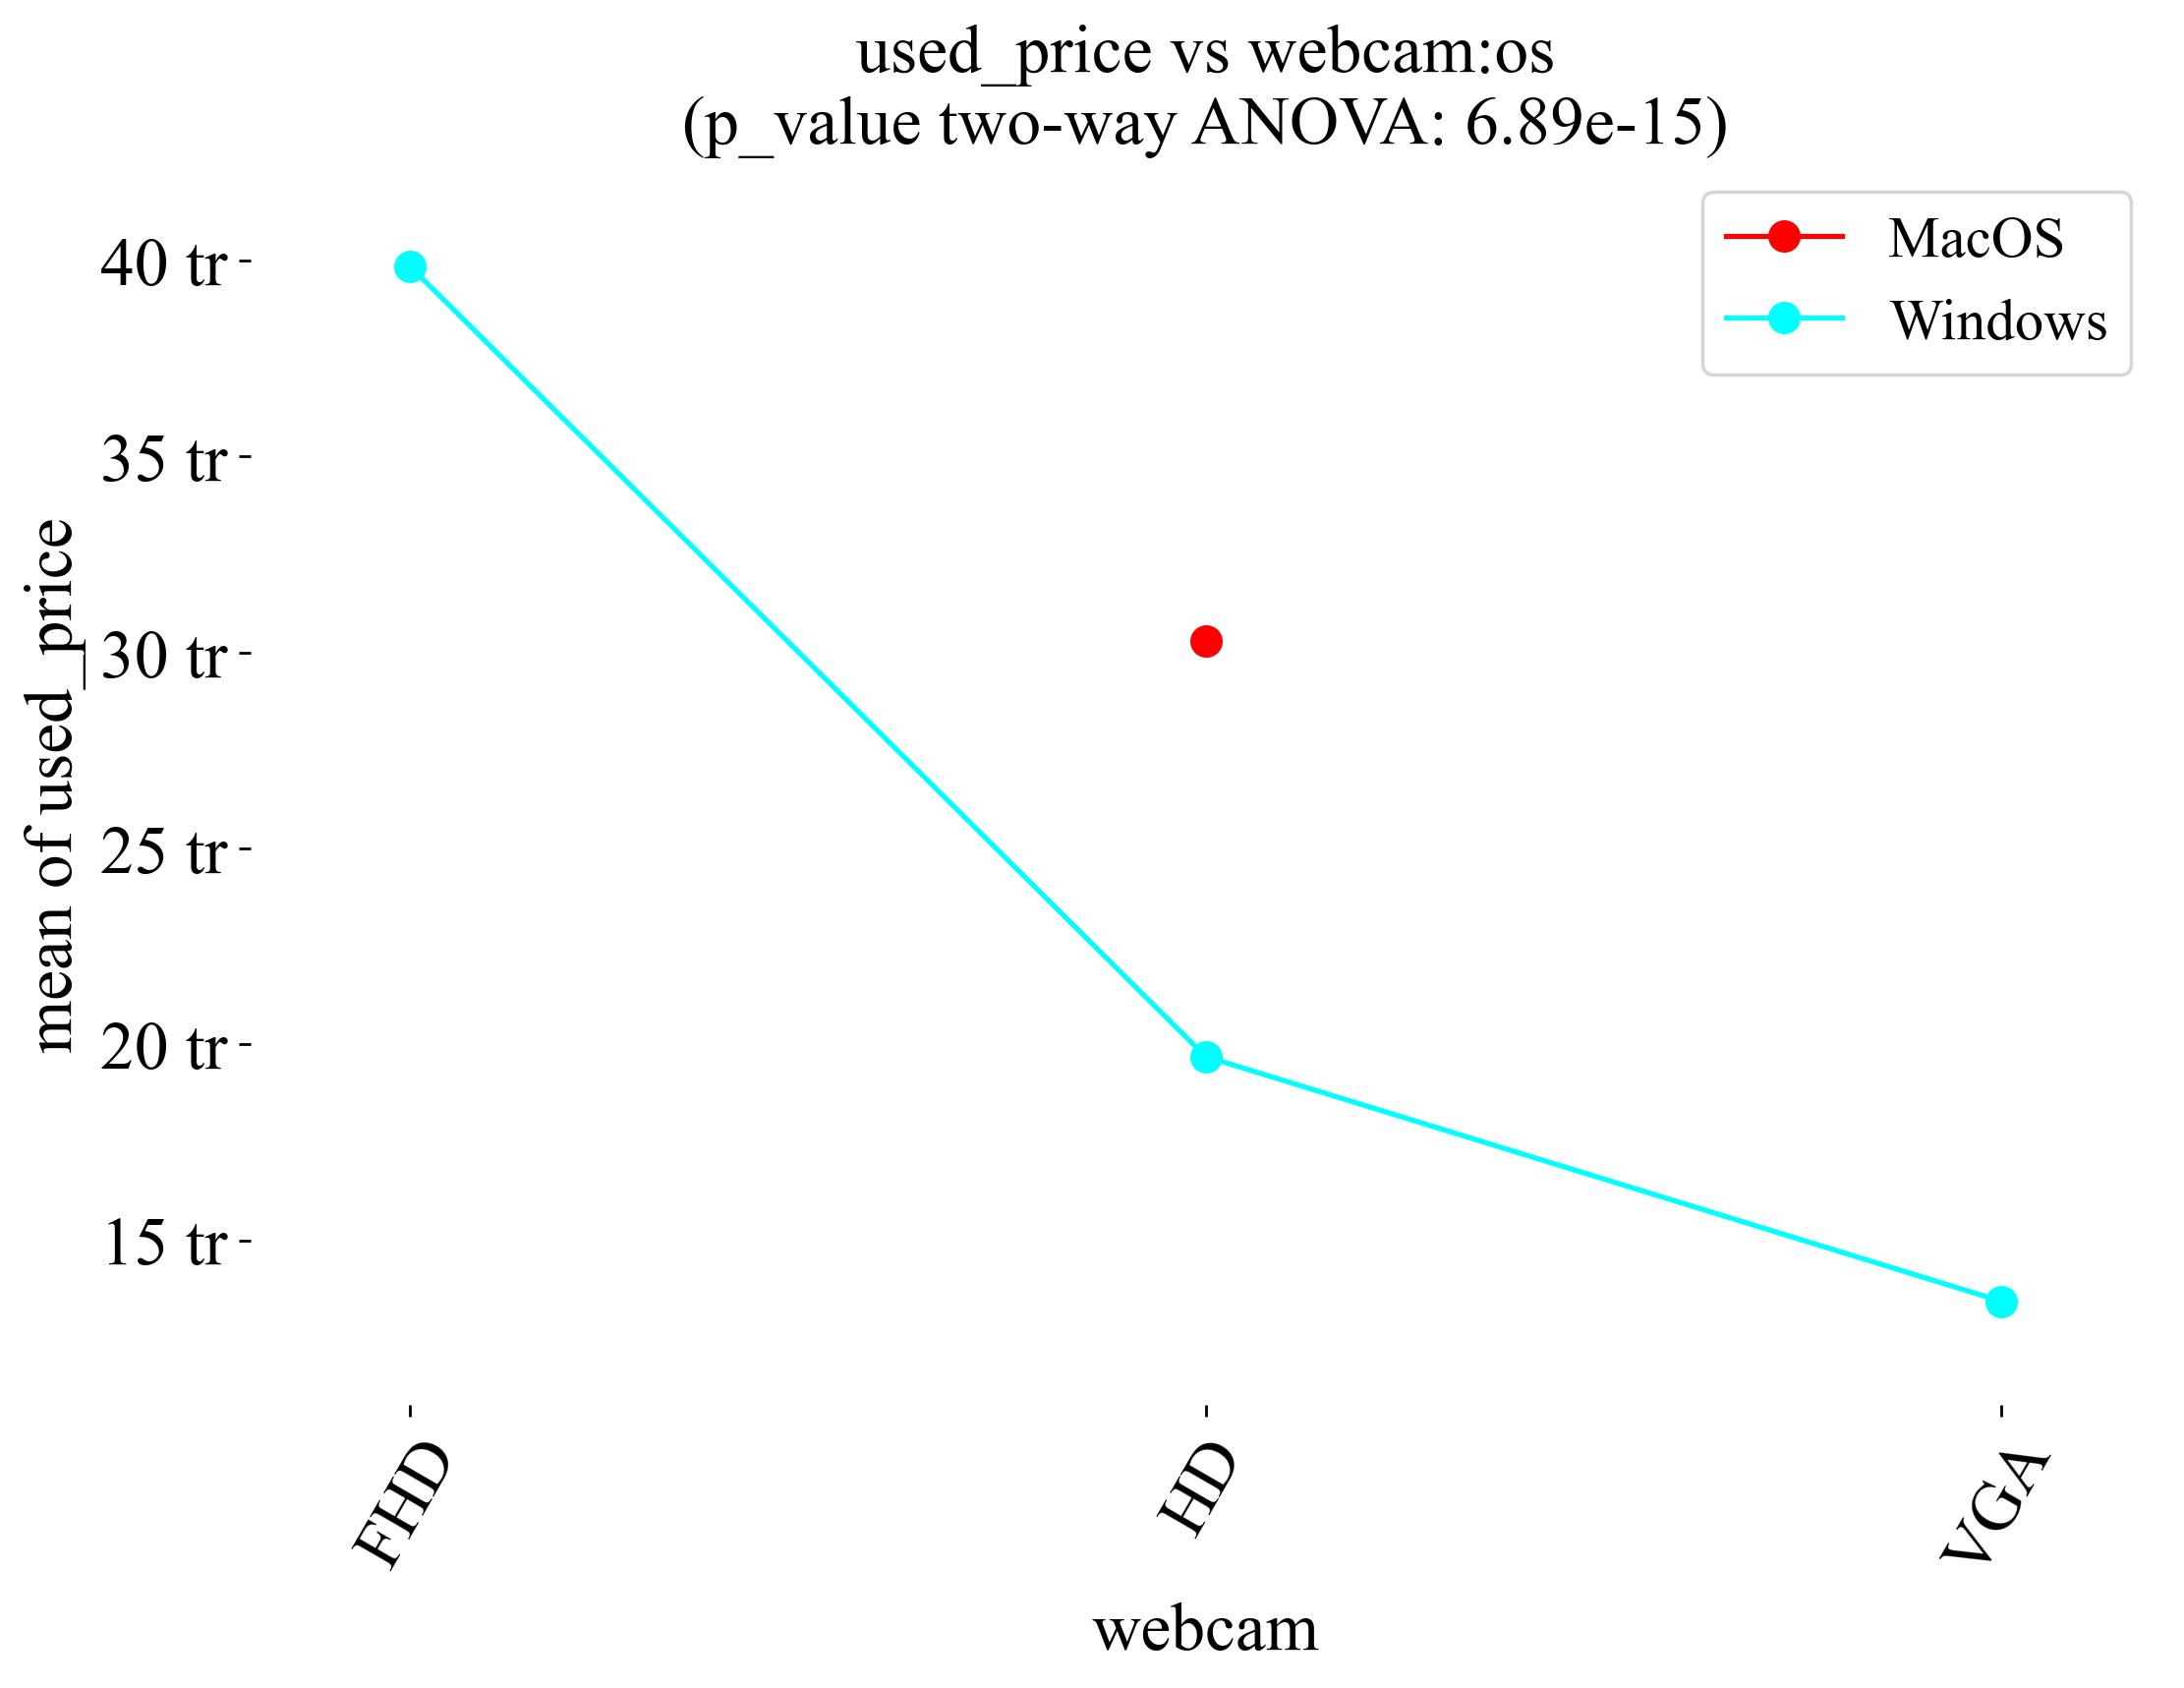 used_price vs webcam:os
(p_value two-way ANOVA: 6.89e-15)
MacOS
Windows
mean of used_price
40 tr
35 tr
30 tr
25 tr
20 tr
15 tr
FHD
HD
VGA
webcam